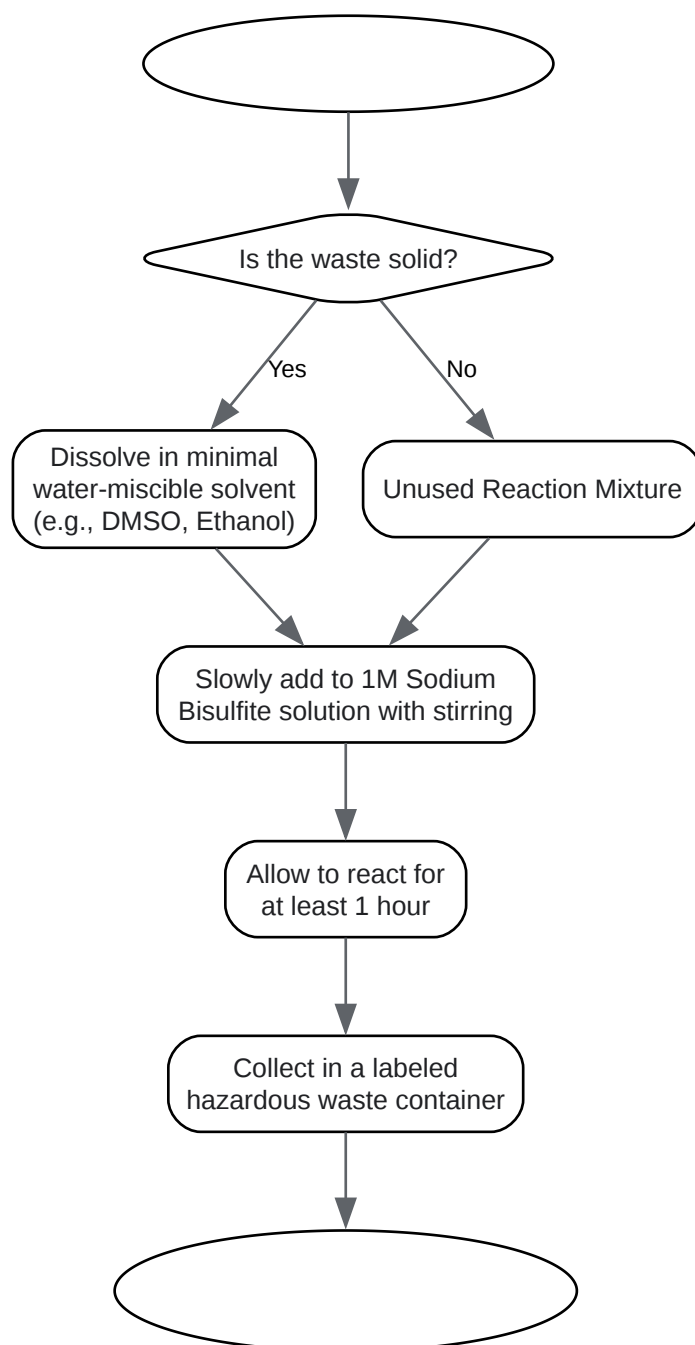 Is the waste solid?
Yes
No
Dissolve in minimal
water-miscible solvent
(e.g., DMSO, Ethanol)
Unused Reaction Mixture
Slowly add to 1M Sodium
Bisulfite solution with stirring
Allow to react for
at least 1 hour
Collect in a labeled
hazardous waste container